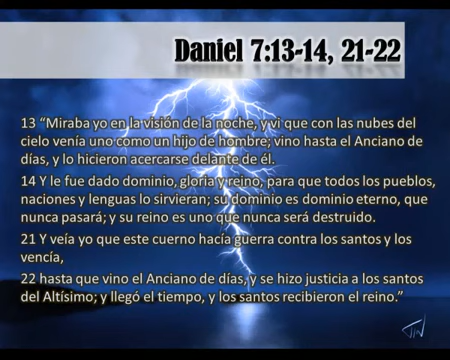 Daniel 7:13-14, 21-22
13 “Miraba yo en la visión de la noche, y vi que con las nubes del
cielo venía uno como un hijo de hombre; vino hasta el Anciano de
días, y lo hicieron acercarse delante de él.
14 Y le fue dado dominio, gloria y reino, para que todos los pueblos,
naciones y lenguas lo sirvieran; su dominio es dominio eterno, que
nunca pasará; y su reino es uno que nunca será destruido.
21 Y veía yo que este cuerno hacía guerra contra los santos y los
vencía,
22 hasta que vino el Anciano de días, y se hizo justicia a los santos
del Altísimo; y llegó el tiempo, y los santos recibieron el reino.”